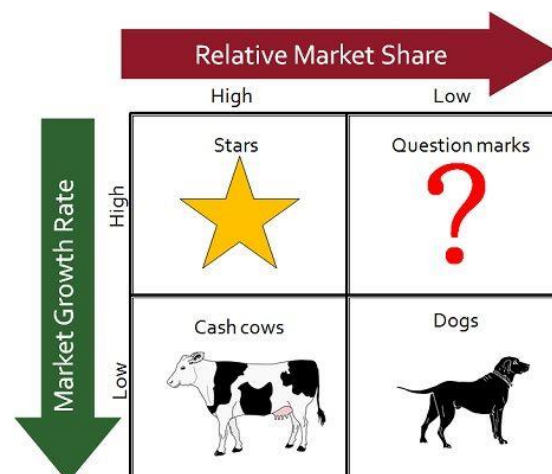 Relative Market Share
High
Low
Market Growth Rate
High
Stars
Question marks
?
Low
Cash cows
Dogs